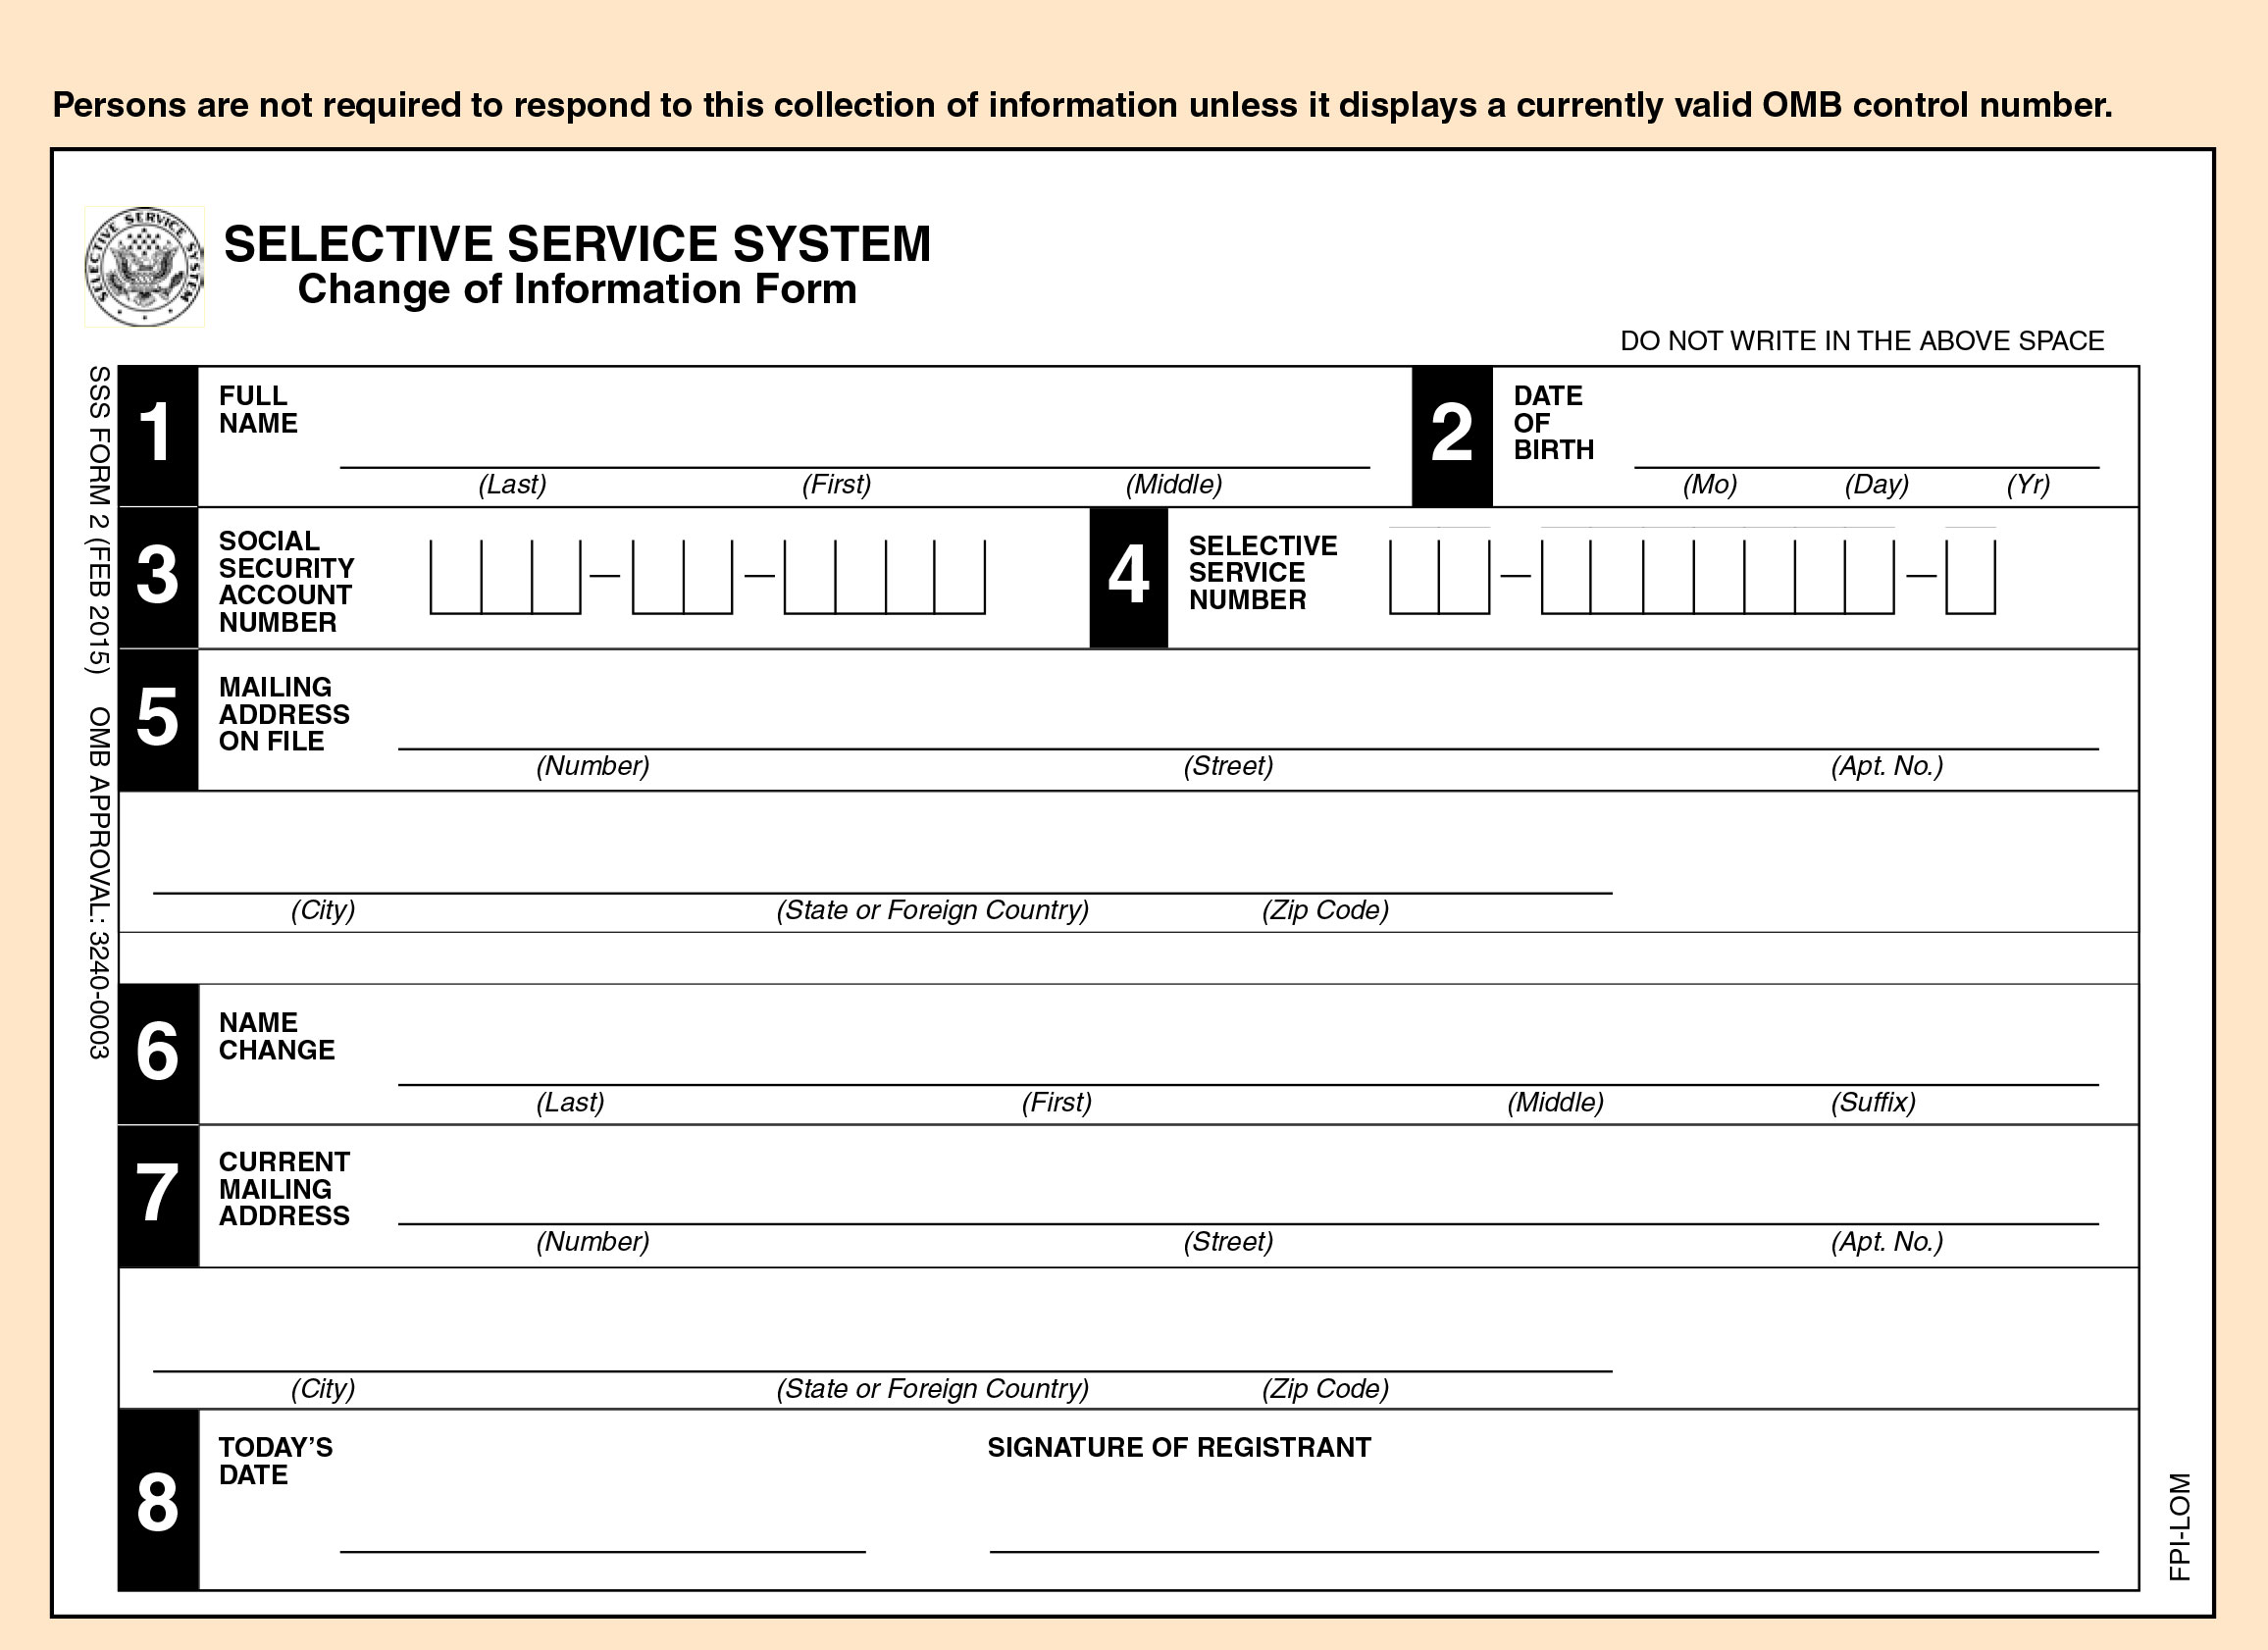 Persons are not required to respond to this collection of information unless it displays a currently valid OMB control number.
SELECTIVE SERVICE SYSTEM
SELECTIVE SERVICE SYSTEM
Change of Information Form
DO NOT WRITE IN THE ABOVE SPACE
SSS FORM 2 (FEB 2015) OMB APPROVAL: 3240-0003
1
FULL
NAME
(Last) (First) (Middle)
2
DATE
OF
BIRTH
(Mo) (Day) (Yr)
3
SOCIAL
SECURITY
ACCOUNT
NUMBER
— —
4
SELECTIVE
SERVICE
NUMBER
— —
5
MAILING
ADDRESS
ON FILE
(Number) (Street) (Apt. No.)
(City) (State or Foreign Country) (Zip Code)
6
NAME
CHANGE
(Last) (First) (Middle) (Suffix)
7
CURRENT
MAILING
ADDRESS
(Number) (Street) (Apt. No.)
(City) (State or Foreign Country) (Zip Code)
8
TODAY'S
DATE
SIGNATURE OF REGISTRANT
FPI-LOM